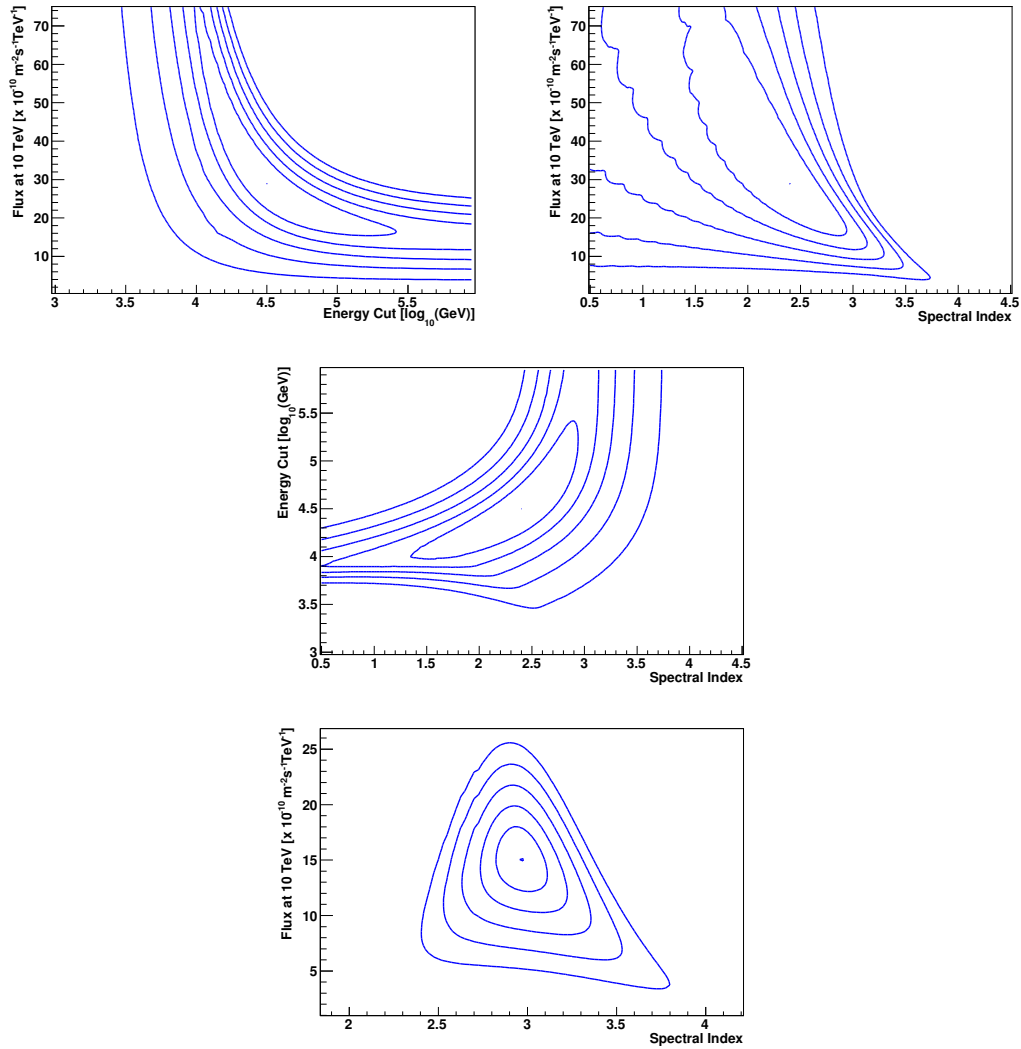 70
60
50
40
30
20
10
Flux at 10 TeV [x 10⁻¹⁰ m⁻²s⁻¹TeV⁻¹]
3 3.5 4 4.5 5 5.5
Energy Cut [log₁₀(GeV)]
70
60
50
40
30
20
10
Flux at 10 TeV [x 10⁻¹⁰ m⁻²s⁻¹TeV⁻¹]
0.5 1 1.5 2 2.5 3 3.5 4 4.5
Spectral Index
5.5
5
4.5
4
3.5
3
Energy Cut [log₁₀(GeV)]
0.5 1 1.5 2 2.5 3 3.5 4 4.5
Spectral Index
25
20
15
10
5
Flux at 10 TeV [x 10⁻¹⁰ m⁻²s⁻¹TeV⁻¹]
2 2.5 3 3.5 4
Spectral Index